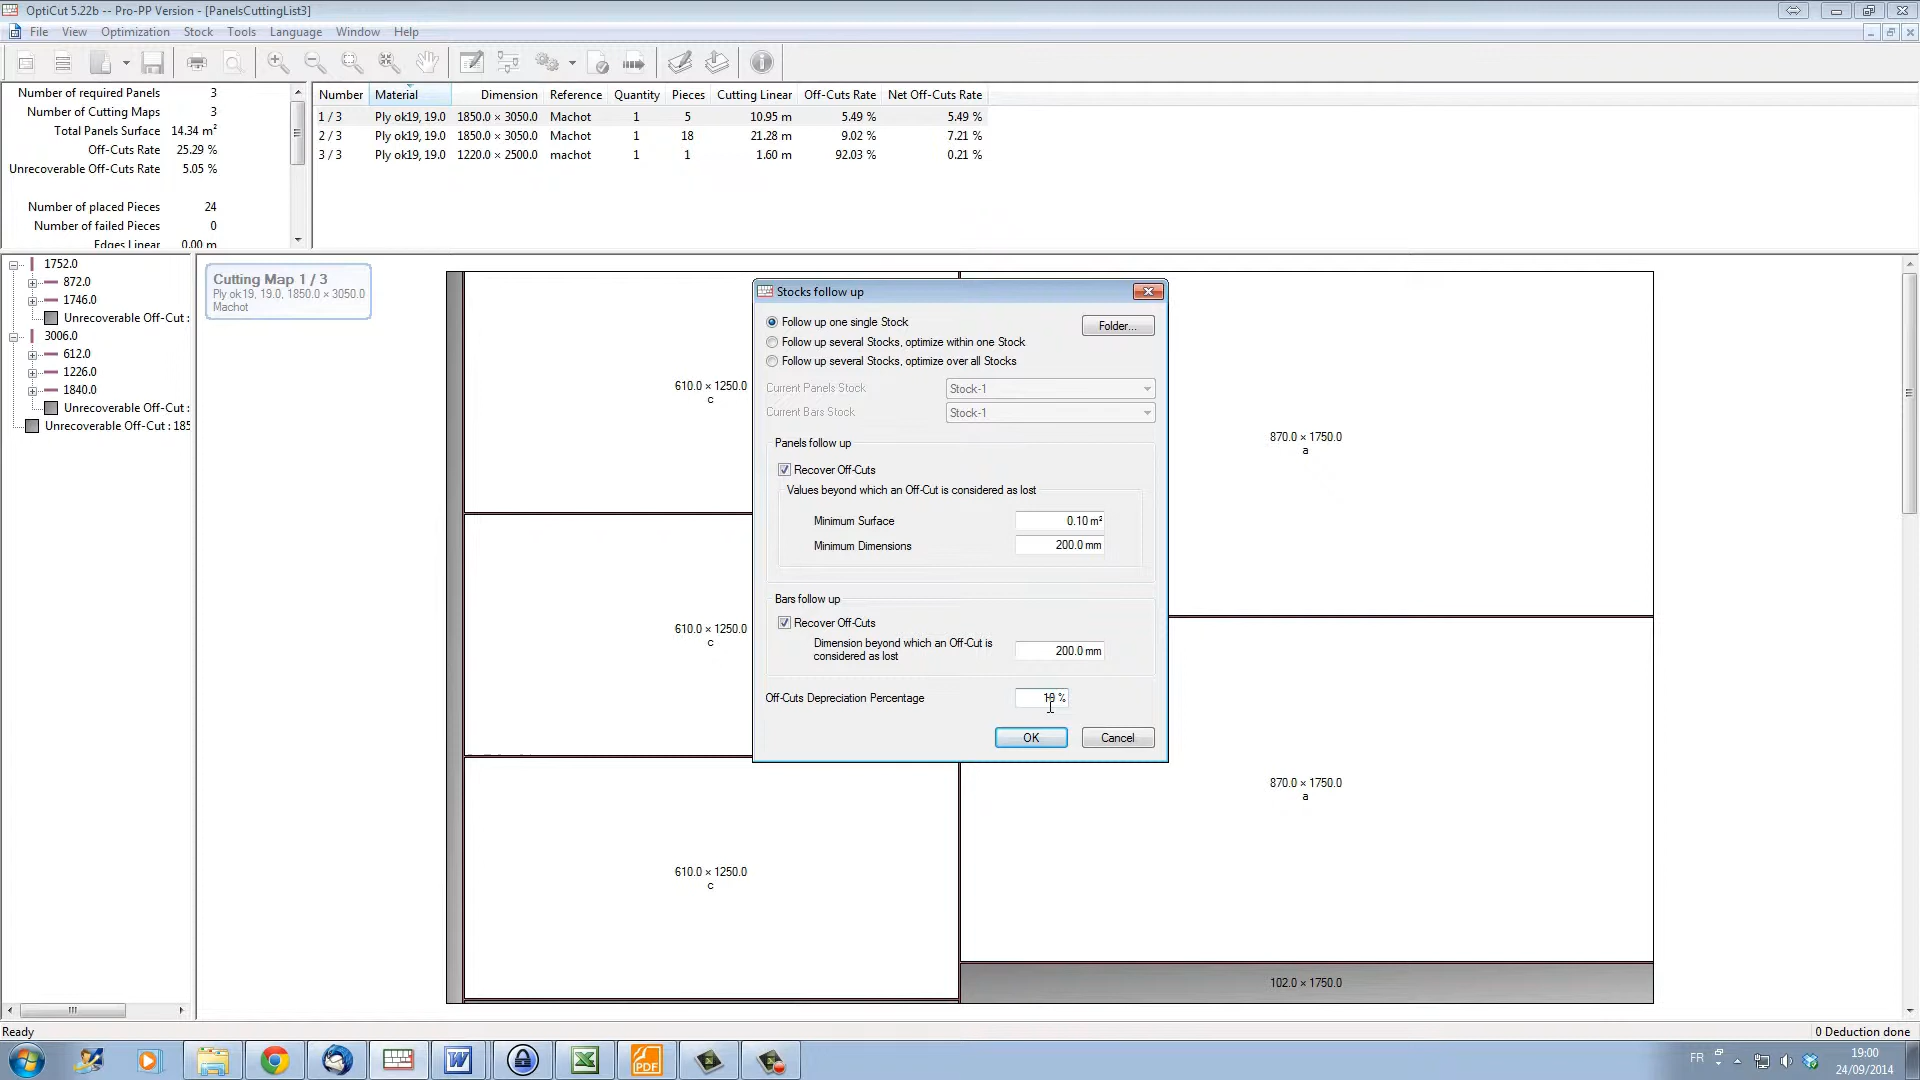 OptiCut 5.22b -- Pro-PP Version - [PanelsCuttingList3]
File View Optimization Stock Tools Language Window Help
Number of required Panels 3
Number of Cutting Maps 3
Total Panels Surface 14.34 m²
Off-Cuts Rate 25.29 %
Unrecoverable Off-Cuts Rate 5.05 %
Number of placed Pieces 24
Number of failed Pieces 0
Edges Linear 0.00 m
Number Material Dimension Reference Quantity Pieces Cutting Linear Off-Cuts Rate Net Off-Cuts Rate
1 / 3 Ply ok19, 19.0 1850.0 × 3050.0 Machot 1 5 10.95 m 5.49 % 5.49 %
2 / 3 Ply ok19, 19.0 1850.0 × 3050.0 Machot 1 18 21.28 m 9.02 % 7.21 %
3 / 3 Ply ok19, 19.0 1220.0 × 2500.0 machot 1 1 1.60 m 92.03 % 0.21 %
1752.0
872.0
1746.0
Unrecoverable Off-Cut :
3006.0
612.0
1226.0
1840.0
Unrecoverable Off-Cut :
Unrecoverable Off-Cut : 185
Cutting Map 1 / 3
Ply ok19, 19.0, 1850.0 × 3050.0
Machot
610.0 × 1250.0
c
610.0 × 1250.0
c
610.0 × 1250.0
c
870.0 × 1750.0
a
870.0 × 1750.0
a
102.0 × 1750.0
Stocks follow up
Follow up one single Stock
Folder...
Follow up several Stocks, optimize within one Stock
Follow up several Stocks, optimize over all Stocks
Current Panels Stock Stock-1
Current Bars Stock Stock-1
Panels follow up
Recover Off-Cuts
Values beyond which an Off-Cut is considered as lost
Minimum Surface 0.10 m²
Minimum Dimensions 200.0 mm
Bars follow up
Recover Off-Cuts
Dimension beyond which an Off-Cut is
considered as lost
200.0 mm
Off-Cuts Depreciation Percentage 10 %
OK Cancel
Ready
0 Deduction done
W
PDF
FR
19:00
24/09/2014